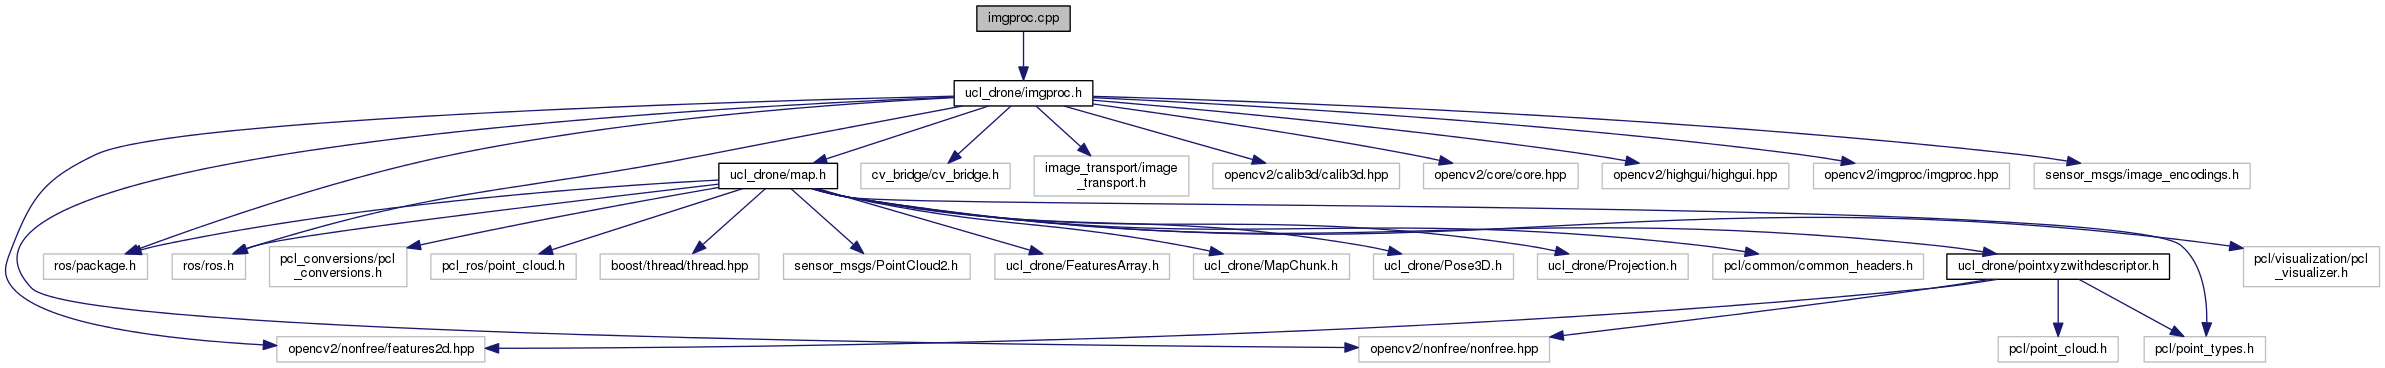 imgproc.cpp
ucl_drone/imgproc.h
ucl_drone/map.h
cv_bridge/cv_bridge.h
image_transport/image
_transport.h
opencv2/calib3d/calib3d.hpp
opencv2/core/core.hpp
opencv2/highgui/highgui.hpp
opencv2/imgproc/imgproc.hpp
sensor_msgs/image_encodings.h
ros/package.h
ros/ros.h
pcl_conversions/pcl
_conversions.h
pcl_ros/point_cloud.h
boost/thread/thread.hpp
sensor_msgs/PointCloud2.h
ucl_drone/FeaturesArray.h
ucl_drone/MapChunk.h
ucl_drone/Pose3D.h
ucl_drone/Projection.h
pcl/common/common_headers.h
ucl_drone/pointxyzwithdescriptor.h
pcl/visualization/pcl
_visualizer.h
opencv2/nonfree/features2d.hpp
opencv2/nonfree/nonfree.hpp
pcl/point_cloud.h
pcl/point_types.h